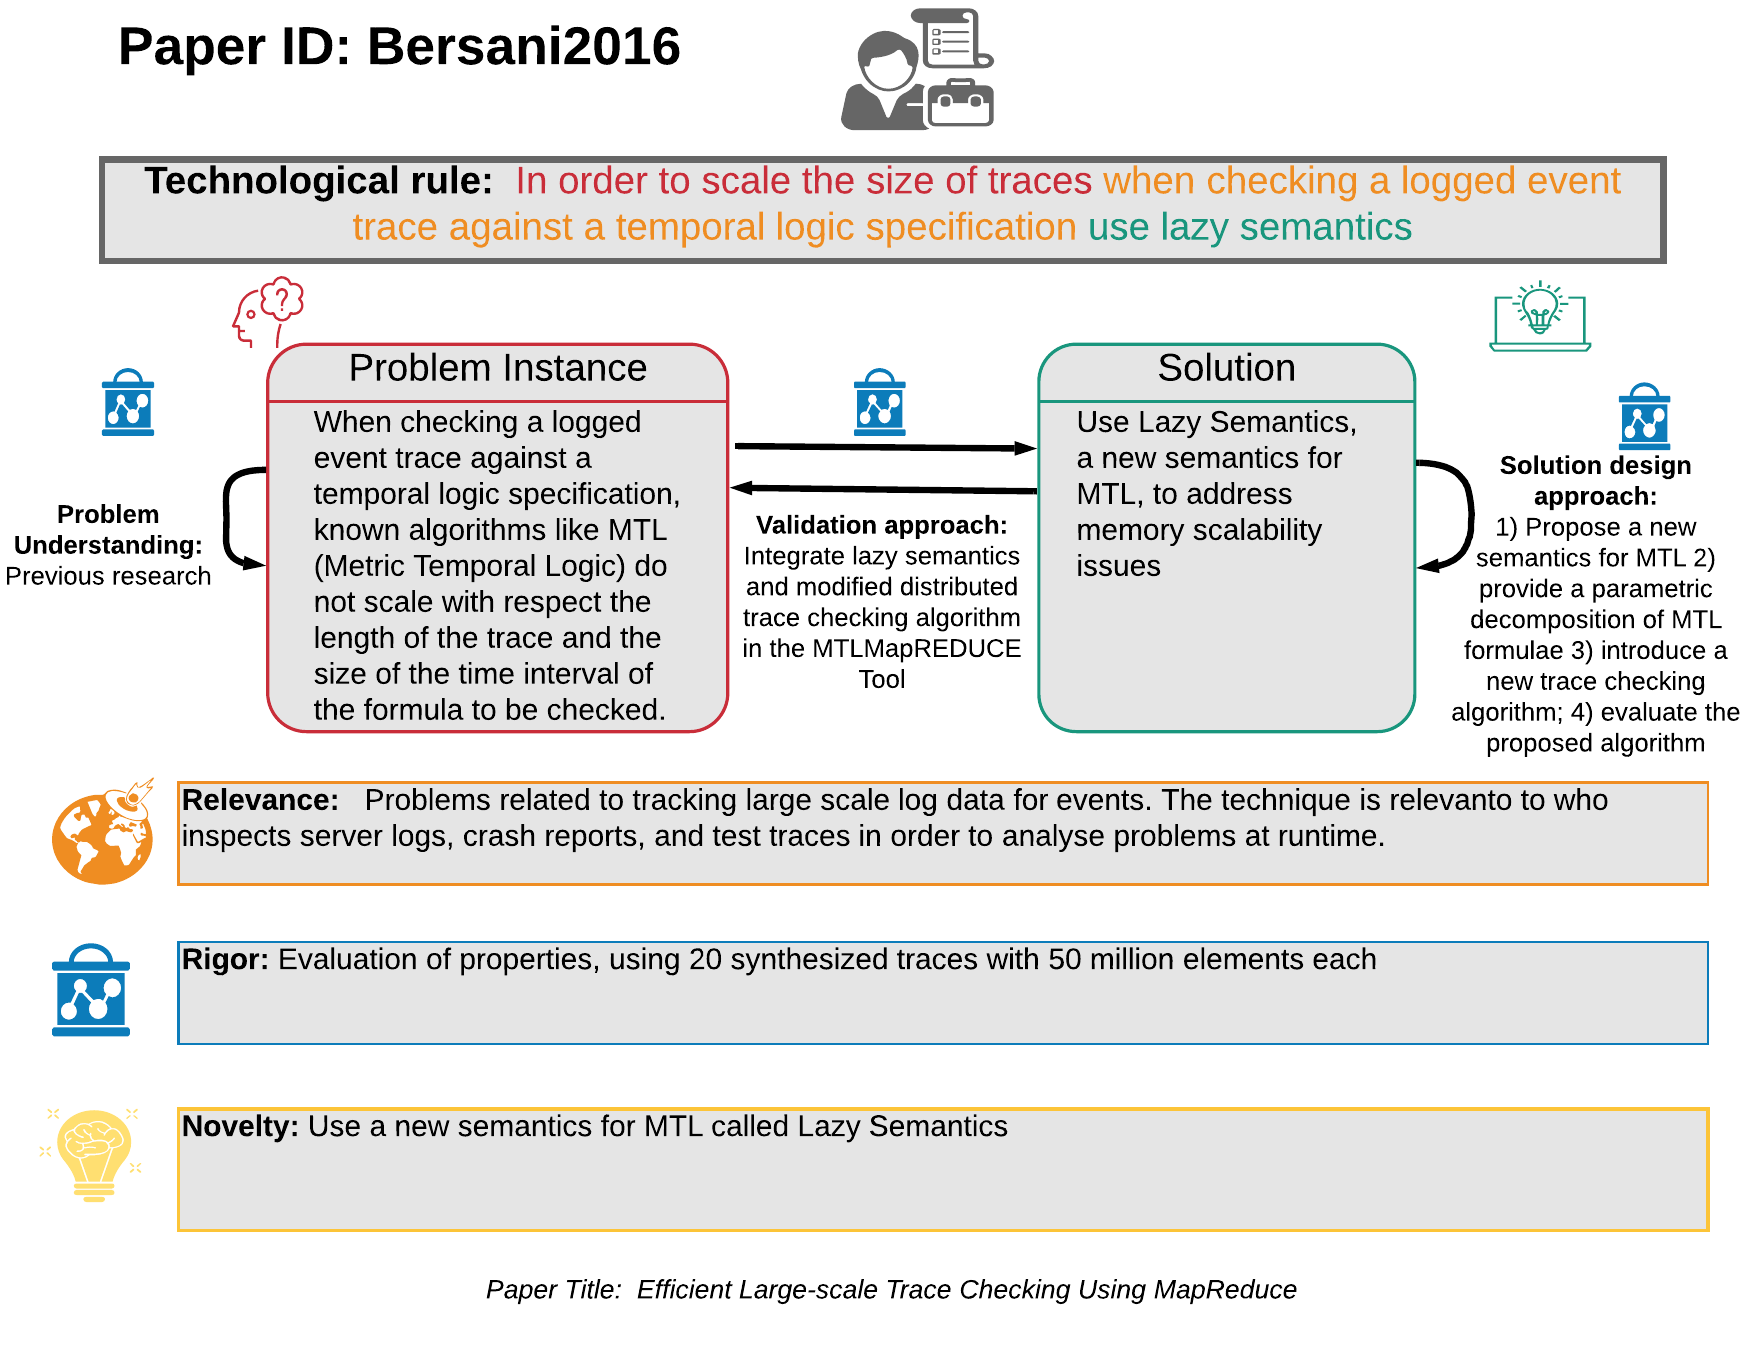 Paper ID: Bersani2016
Technological rule: In order to scale the size of traces when checking a logged event
trace against a temporal logic specification use lazy semantics
Problem Instance
When checking a logged
event trace against a
temporal logic specification,
known algorithms like MTL
(Metric Temporal Logic) do
not scale with respect the
length of the trace and the
size of the time interval of
the formula to be checked.
Problem
Understanding:
Previous research
Validation approach:
Integrate lazy semantics
and modified distributed
trace checking algorithm
in the MTLMapREDUCE
Tool
Solution
Use Lazy Semantics,
a new semantics for
MTL, to address
memory scalability
issues
Solution design
approach:
1) Propose a new
semantics for MTL 2)
provide a parametric
decomposition of MTL
formulae 3) introduce a
new trace checking
algorithm; 4) evaluate the
proposed algorithm
Relevance: Problems related to tracking large scale log data for events. The technique is relevanto to who
inspects server logs, crash reports, and test traces in order to analyse problems at runtime.
Rigor: Evaluation of properties, using 20 synthesized traces with 50 million elements each
Novelty: Use a new semantics for MTL called Lazy Semantics
Paper Title: Efficient Large-scale Trace Checking Using MapReduce